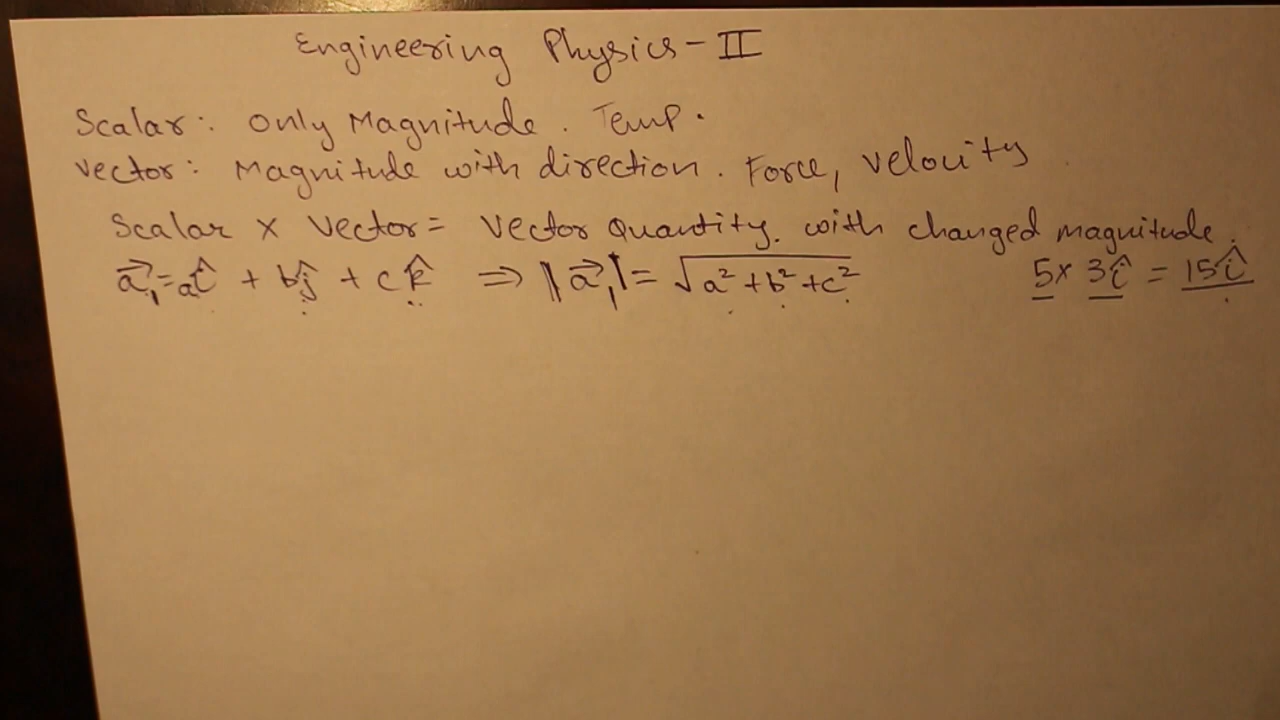 Engineering Physics - II
Scalar: Only Magnitude. Temp.
Vector: Magnitude with direction. Force, velocity
Scalar × Vector = Vector Quantity. with changed magnitude.
a⃗₁ = aî + bĵ + ck̂ ⇒ |a⃗₁| = √(a² + b² + c²) 5 × 3î = 15î